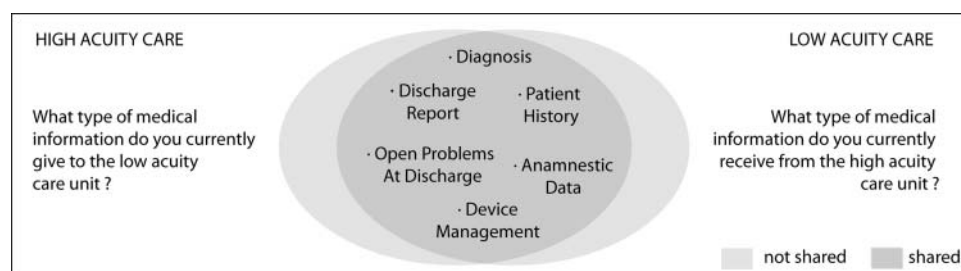 HIGH ACUITY CARE
What type of medical
information do you currently
give to the low acuity
care unit ?
· Diagnosis
· Discharge
Report
· Patient
History
· Open Problems
At Discharge
· Anamnestic
Data
· Device
Management
LOW ACUITY CARE
What type of medical
information do you currently
receive from the high acuity
care unit ?
not shared
shared